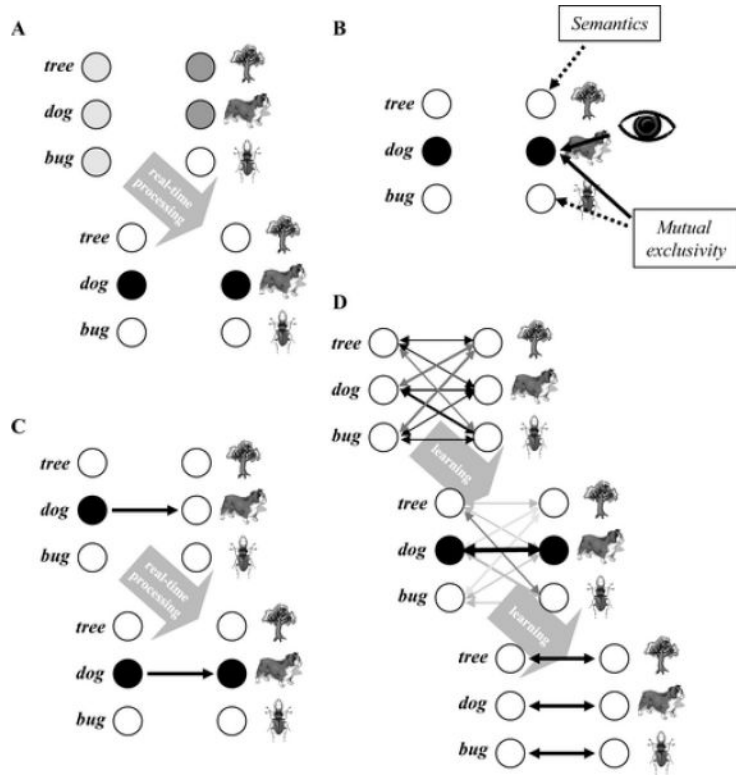 A
tree
dog
bug
real-time
processing
tree
dog
bug
B
Semantics
tree
dog
bug
Mutual
exclusivity
C
tree
dog
bug
real-time
processing
tree
dog
bug
D
tree
dog
bug
learning
tree
dog
bug
learning
tree
dog
bug